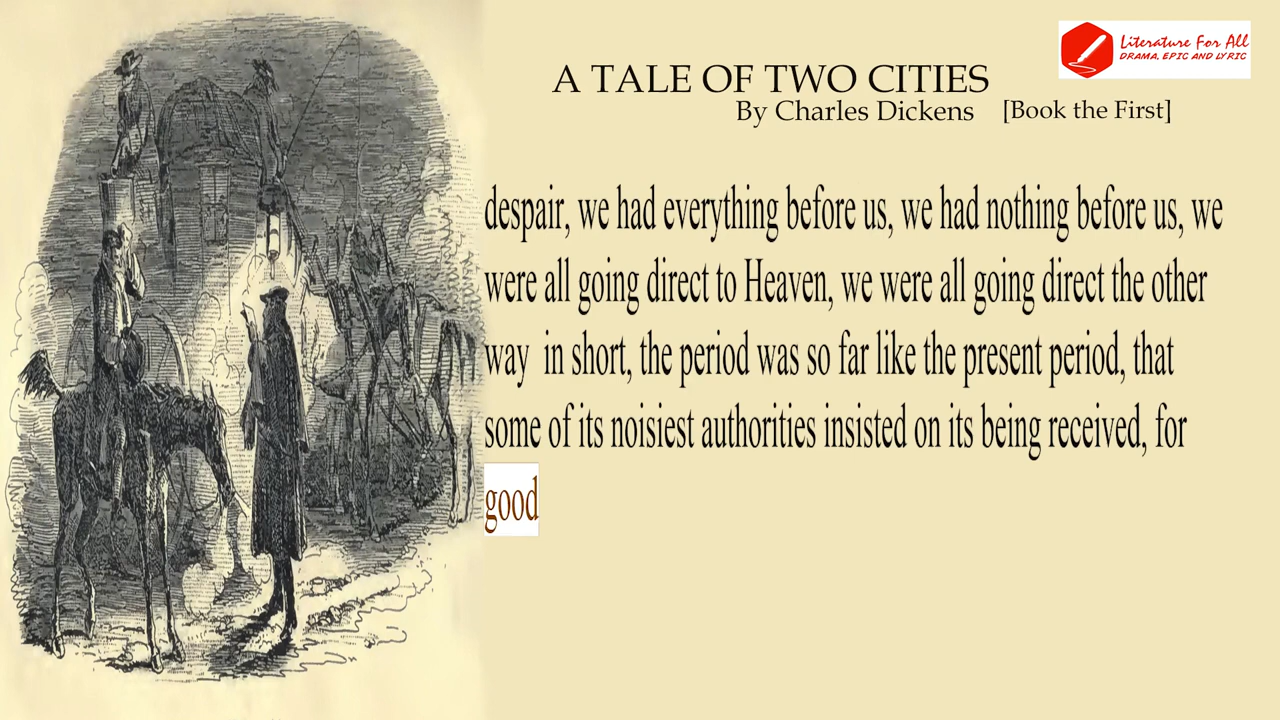 Literature For All
DRAMA, EPIC AND LYRIC
A TALE OF TWO CITIES
By Charles Dickens [Book the First]
despair, we had everything before us, we had nothing before us, we
were all going direct to Heaven, we were all going direct the other
way in short, the period was so far like the present period, that
some of its noisiest authorities insisted on its being received, for
good